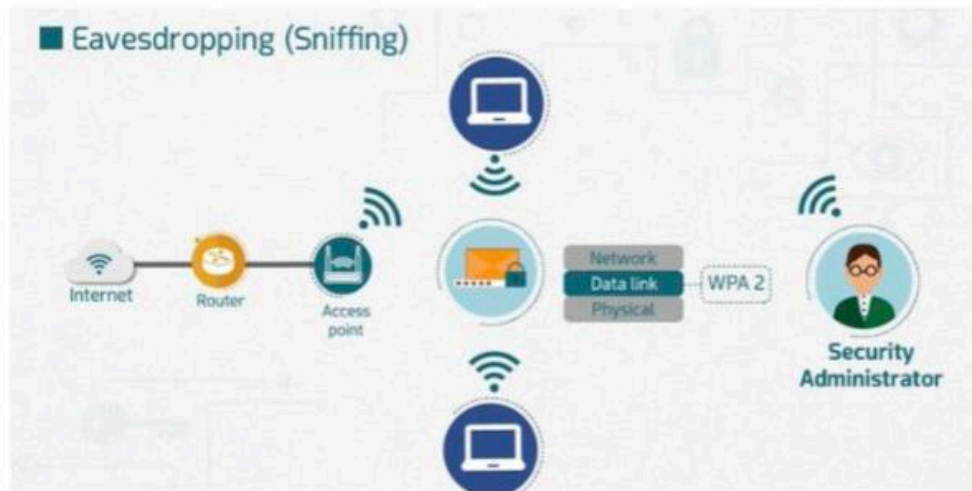 Eavesdropping (Sniffing)
Internet
Router
Access
point
Network
Data link
Physical
WPA 2
Security
Administrator